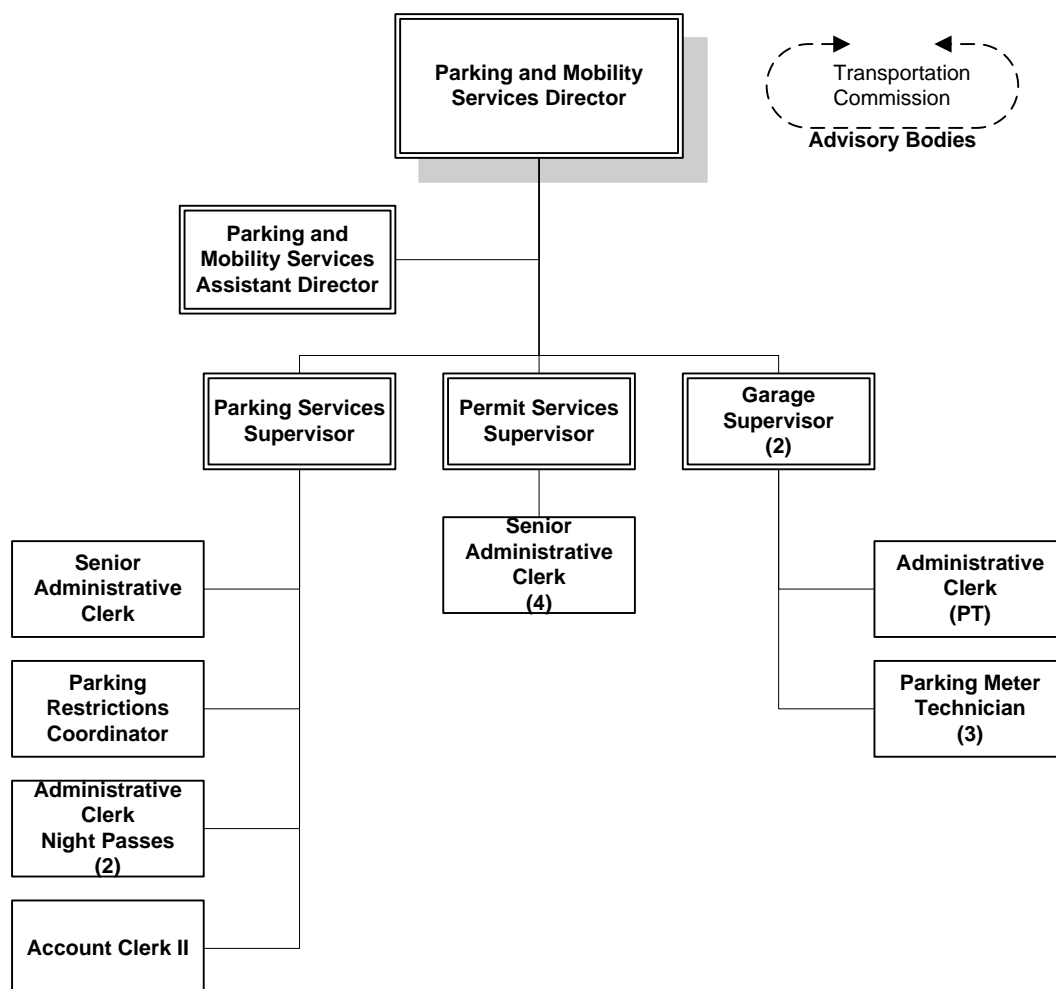 Parking and Mobility
Services Director
Transportation
Commission
Advisory Bodies
Parking and
Mobility Services
Assistant Director
Parking Services
Supervisor
Permit Services
Supervisor
Garage
Supervisor
(2)
Senior
Administrative
Clerk
Senior
Administrative
Clerk
(4)
Administrative
Clerk
(PT)
Parking
Restrictions
Coordinator
Parking Meter
Technician
(3)
Administrative
Clerk
Night Passes
(2)
Account Clerk II